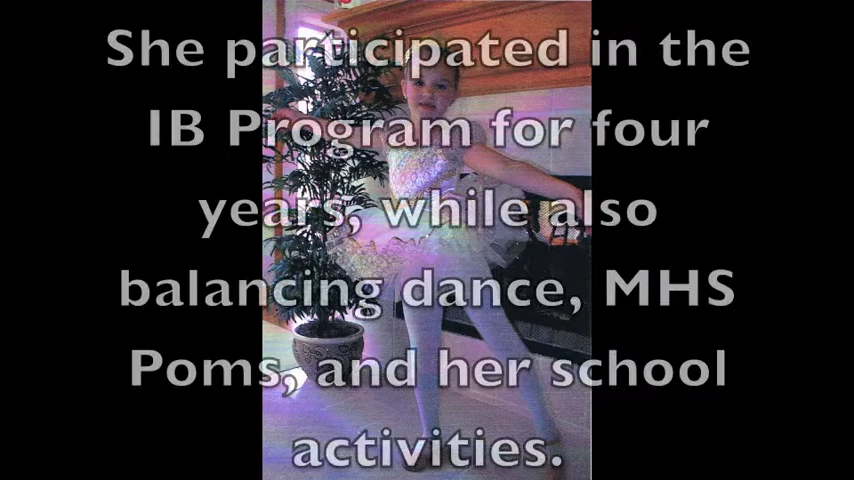 She participated in the
IB Program for four
years, while also
balancing dance, MHS
Poms, and her school
activities.